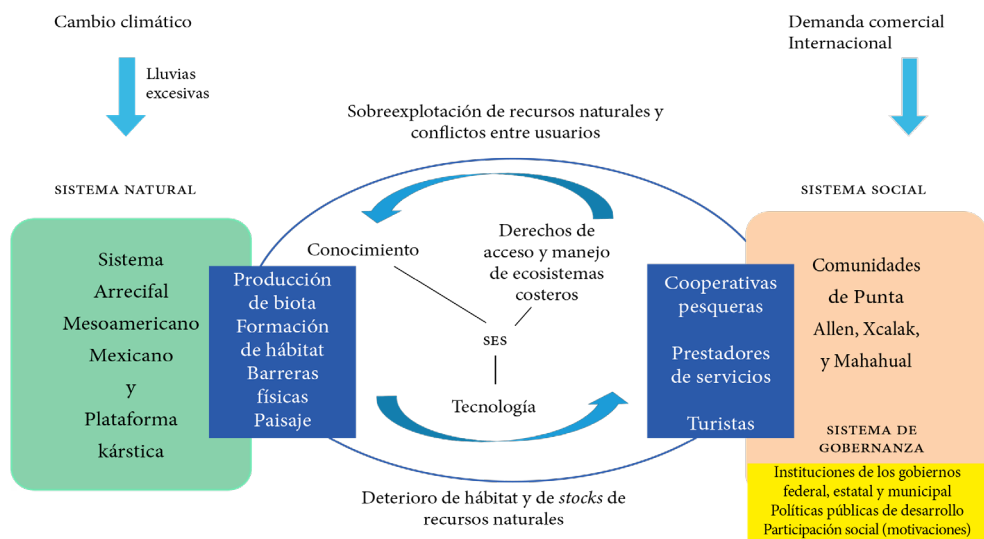 Cambio climático
Lluvias
excesivas
Demanda comercial
Internacional
Sobreexplotación de recursos naturales y
conflictos entre usuarios
SISTEMA NATURAL
SISTEMA SOCIAL
Sistema
Arrecifal
Mesoamericano
Mexicano
y
Plataforma
kárstica
Producción
de biota
Formación
de hábitat
Barreras
físicas
Paisaje
Conocimiento
Derechos de
acceso y manejo
de ecosistemas
costeros
SES
Tecnología
Cooperativas
pesqueras
Prestadores
de servicios
Turistas
Comunidades
de Punta
Allen, Xcalak,
y Mahahual
SISTEMA DE
GOBERNANZA
Instituciones de los gobiernos
federal, estatal y municipal
Políticas públicas de desarrollo
Participación social (motivaciones)
Deterioro de hábitat y de stocks de
recursos naturales